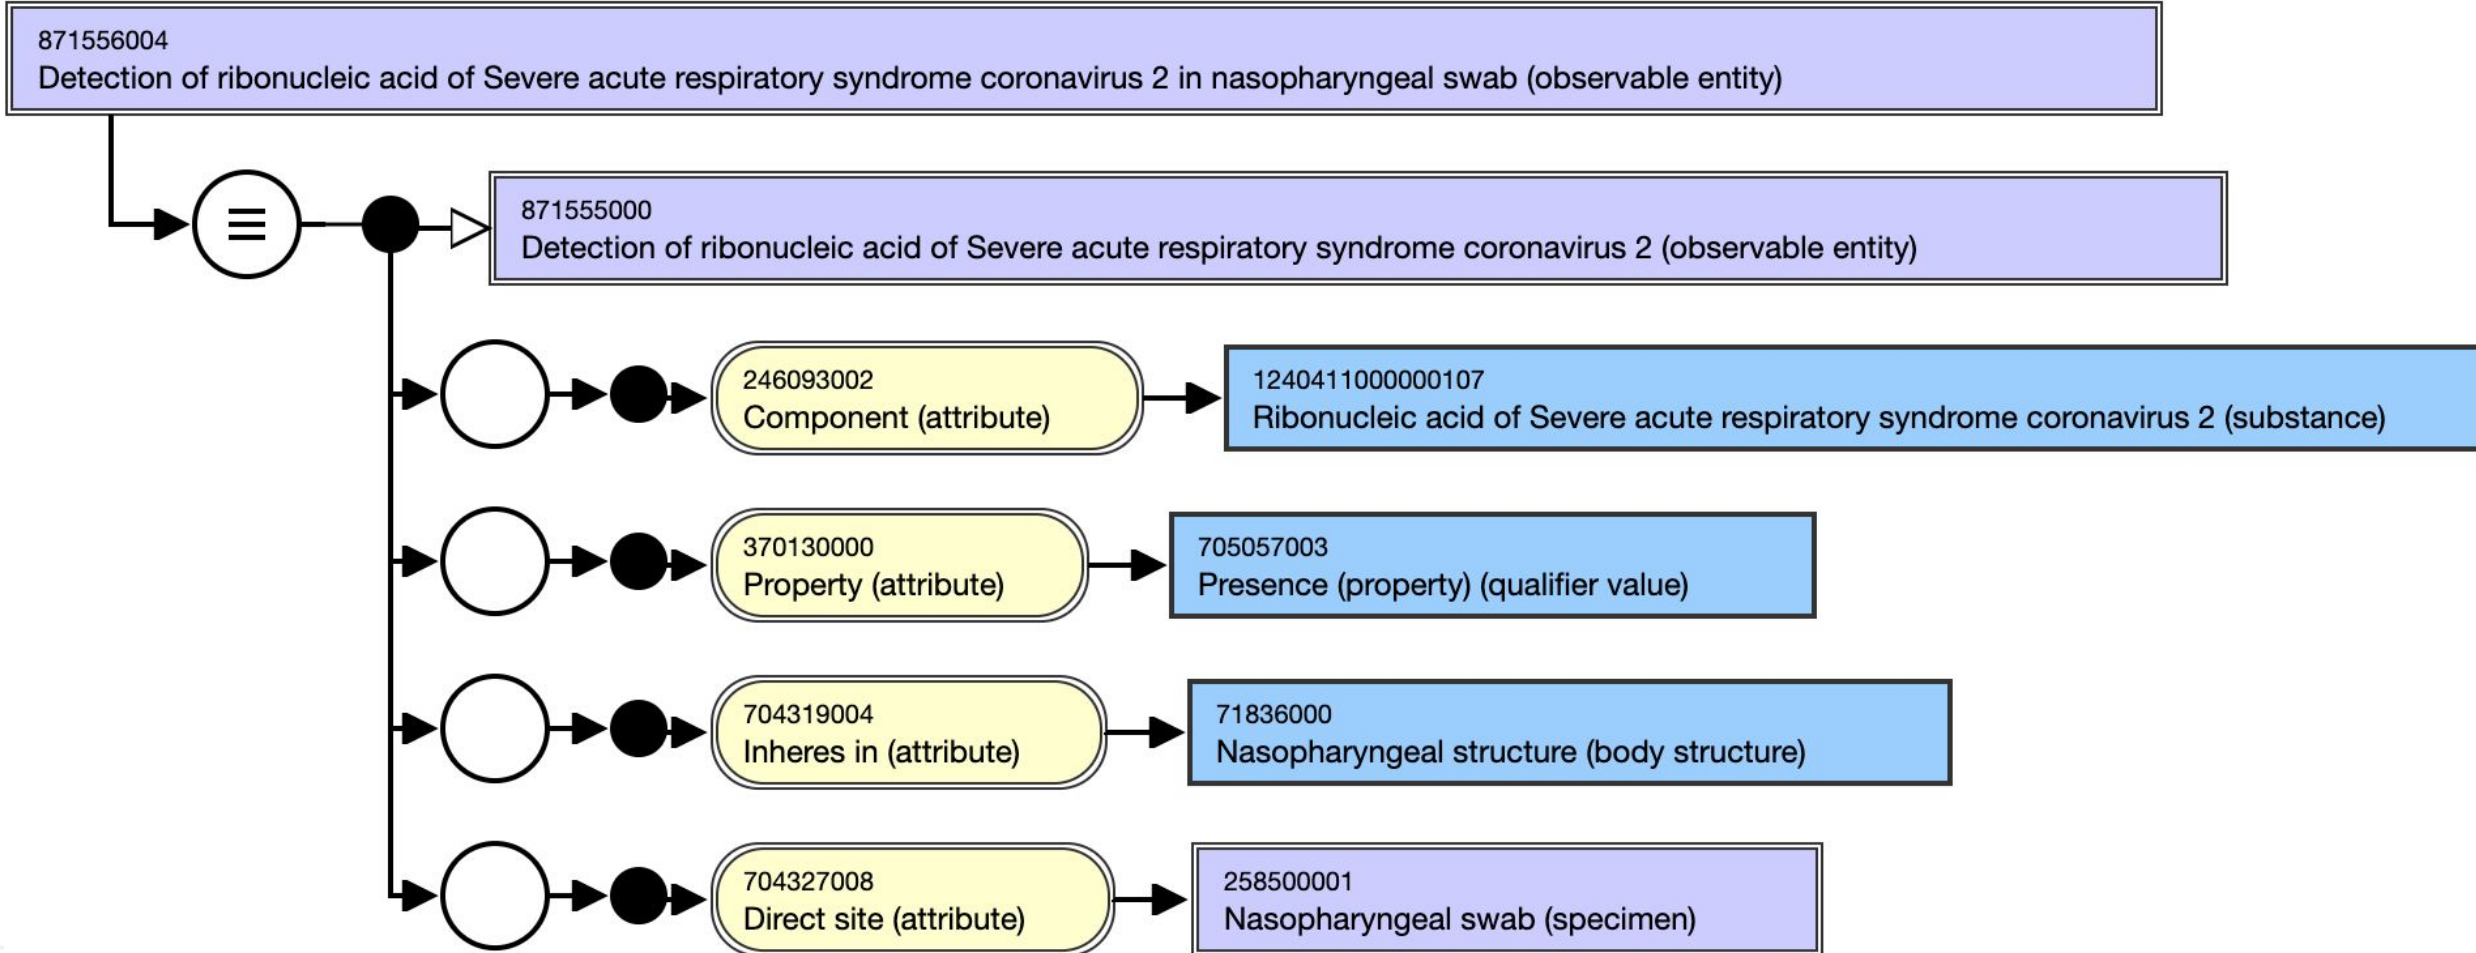 871556004
Detection of ribonucleic acid of Severe acute respiratory syndrome coronavirus 2 in nasopharyngeal swab (observable entity)
871555000
Detection of ribonucleic acid of Severe acute respiratory syndrome coronavirus 2 (observable entity)
246093002
Component (attribute)
1240411000000107
Ribonucleic acid of Severe acute respiratory syndrome coronavirus 2 (substance)
370130000
Property (attribute)
705057003
Presence (property) (qualifier value)
704319004
Inheres in (attribute)
71836000
Nasopharyngeal structure (body structure)
704327008
Direct site (attribute)
258500001
Nasopharyngeal swab (specimen)